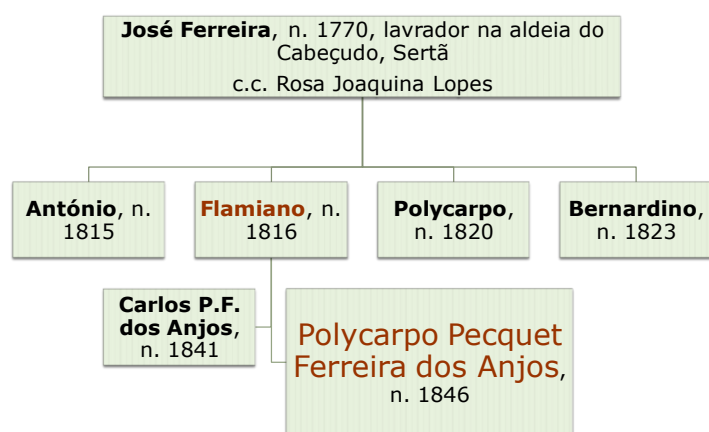 José Ferreira, n. 1770, lavrador na aldeia do
Cabeçudo, Sertã
c.c. Rosa Joaquina Lopes
António, n.
1815
Flamiano, n.
1816
Polycarpo,
n. 1820
Bernardino,
n. 1823
Carlos P.F.
dos Anjos,
n. 1841
Polycarpo Pecquet
Ferreira dos Anjos,
n. 1846